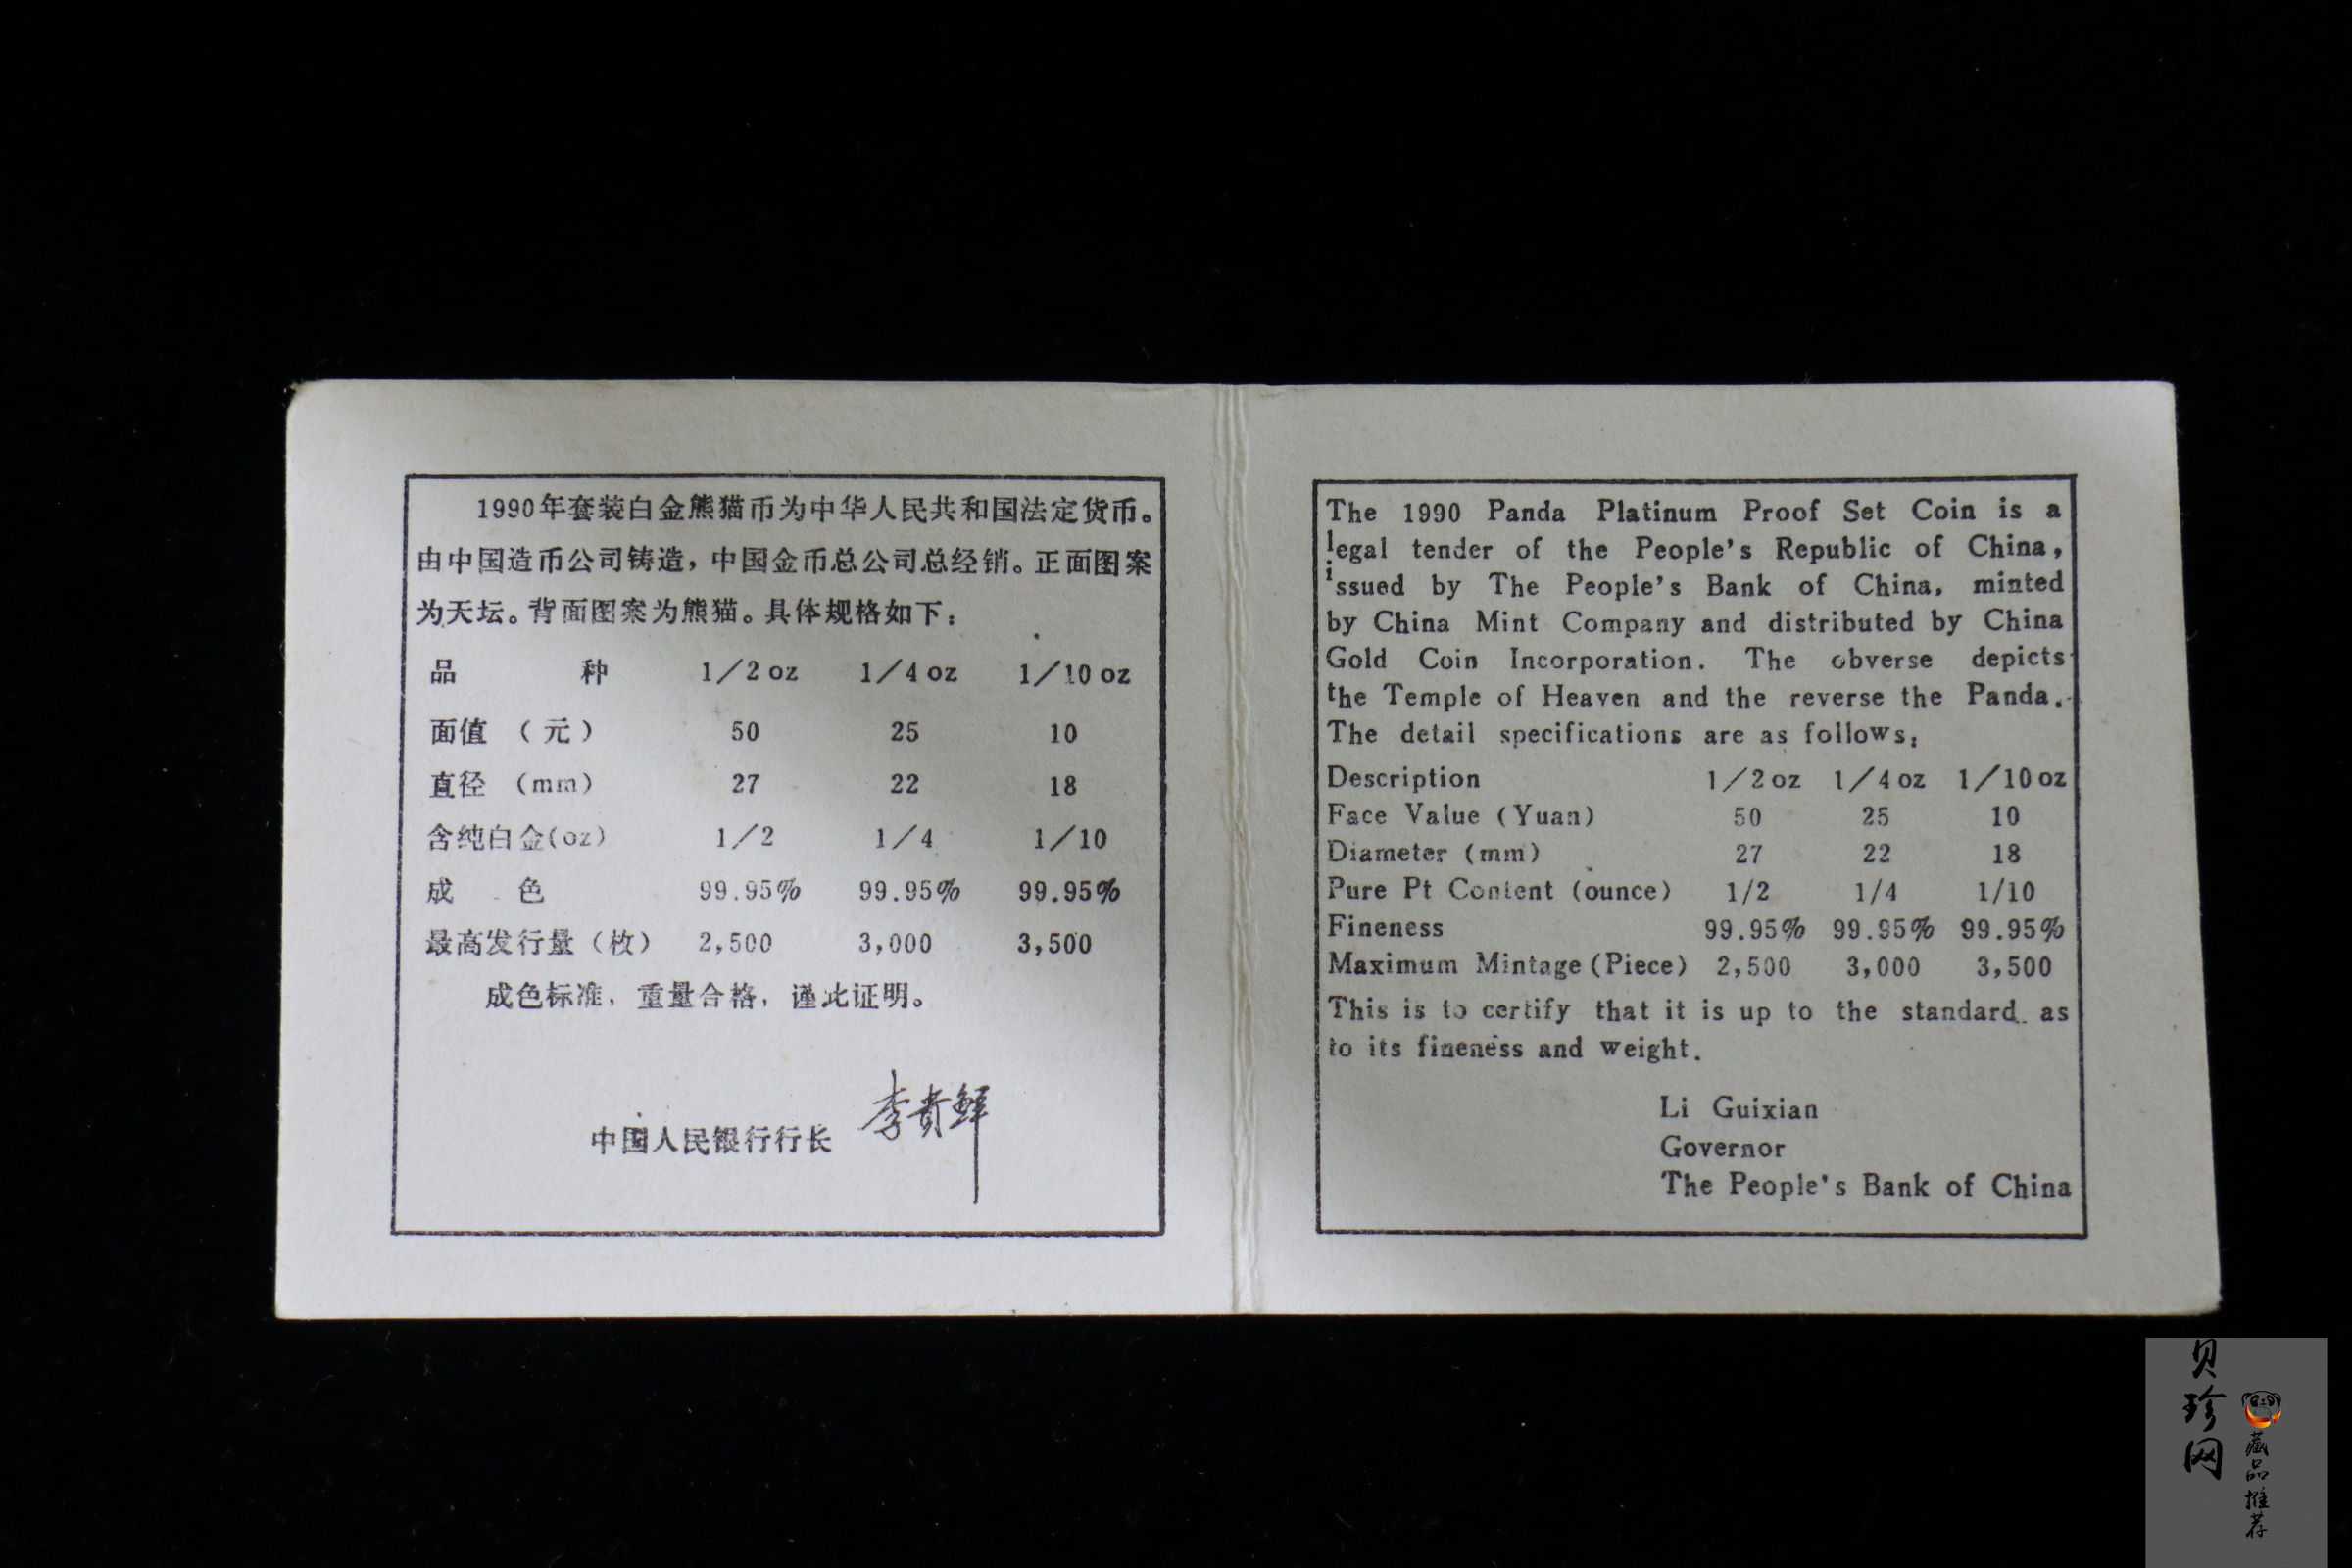 1990年套装白金熊猫币为中华人民共和国法定货币。
由中国造币公司铸造，中国金币总公司总经销。正面图案
为天坛。背面图案为熊猫。具体规格如下：
品 种 1／2 oz 1／4 oz 1／10 oz
面值 （元） 50 25 10
直径 （mm） 27 22 18
含纯白金(oz) 1／2 1／4 1／10
成 色 99.95% 99.95% 99.95%
最高发行量（枚） 2,500 3,000 3,500
成色标准，重量合格，谨此证明。
中国人民银行行长 李贵鲜
The 1990 Panda Platinum Proof Set Coin is a
legal tender of the People's Republic of China,
issued by The People's Bank of China, minted
by China Mint Company and distributed by China
Gold Coin Incorporation. The obverse depicts
the Temple of Heaven and the reverse the Panda.
The detail specifications are as follows:
Description 1／2 oz 1／4 oz 1／10 oz
Face Value (Yuan) 50 25 10
Diameter (mm) 27 22 18
Pure Pt Content (ounce) 1/2 1/4 1/10
Fineness 99.95% 99.95% 99.95%
Maximum Mintage (Piece) 2,500 3,000 3,500
This is to certify that it is up to the standard as
to its fineness and weight.
Li Guixian
Governor
The People's Bank of China
贝珍网
藏品推荐